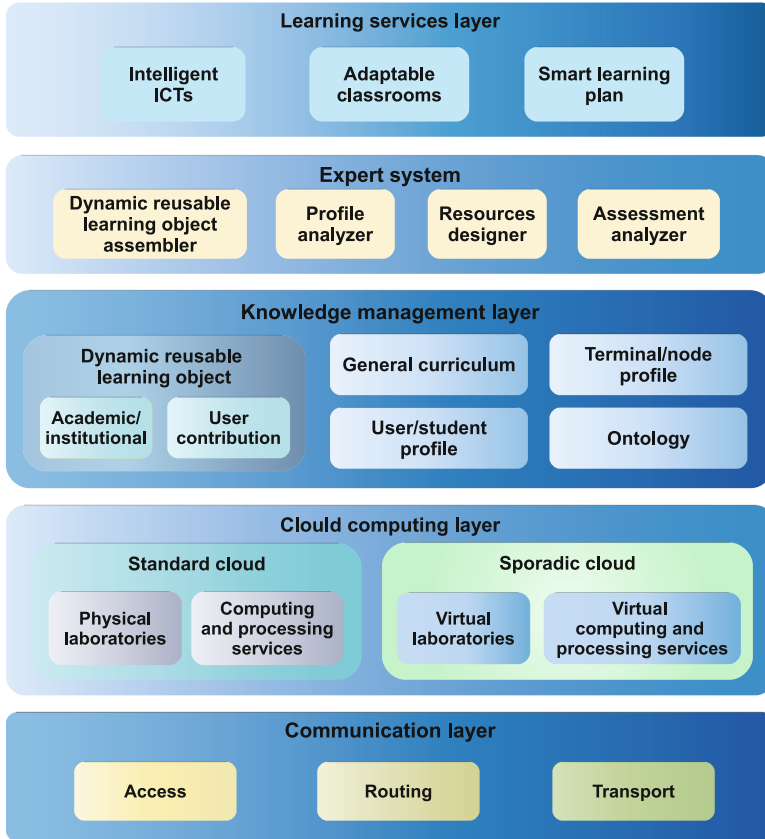 Learning services layer
Intelligent
ICTs
Adaptable
classrooms
Smart learning
plan
Expert system
Dynamic reusable
learning object
assembler
Profile
analyzer
Resources
designer
Assessment
analyzer
Knowledge management layer
Dynamic reusable
learning object
Academic/
institutional
User
contribution
General curriculum
Terminal/node
profile
User/student
profile
Ontology
Clould computing layer
Standard cloud
Physical
laboratories
Computing
and processing
services
Sporadic cloud
Virtual
laboratories
Virtual
computing and
processing services
Communication layer
Access
Routing
Transport